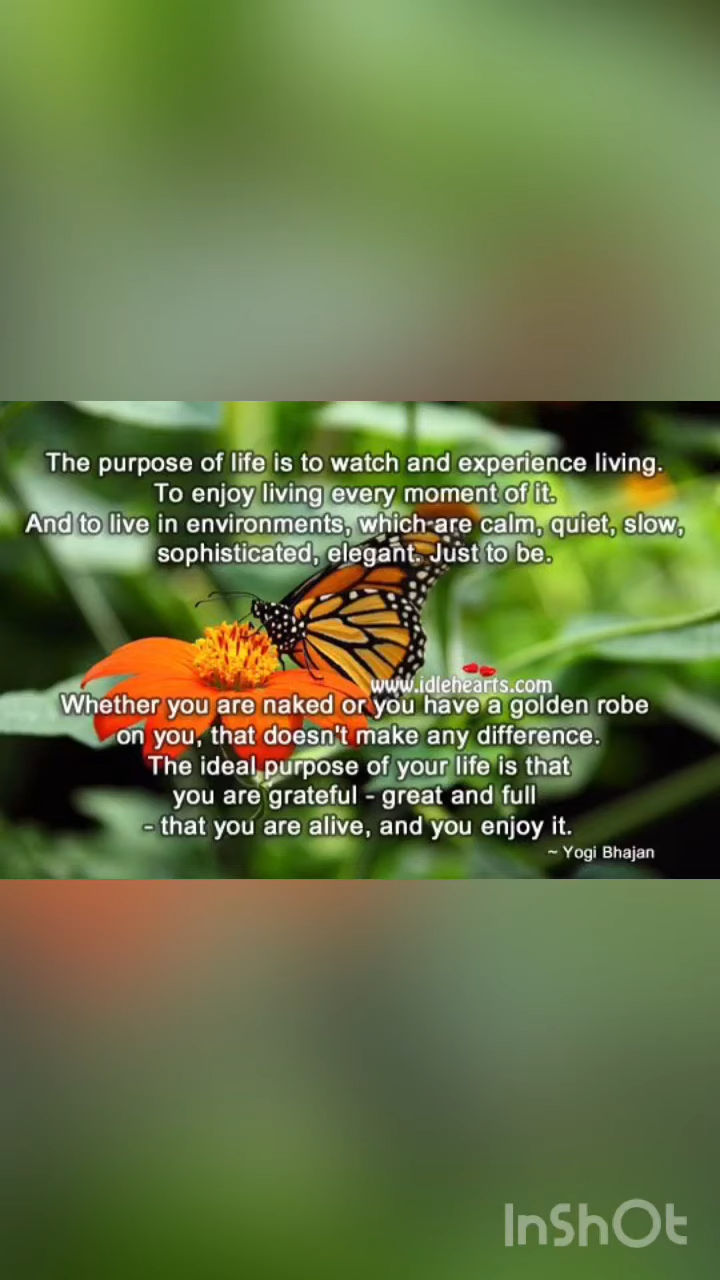 The purpose of life is to watch and experience living.
To enjoy living every moment of it.
And to live in environments, which are calm, quiet, slow,
sophisticated, elegant. Just to be.
www.idlehearts.com
Whether you are naked or you have a golden robe
on you, that doesn't make any difference.
The ideal purpose of your life is that
you are grateful - great and full
- that you are alive, and you enjoy it.
~ Yogi Bhajan
InShOt